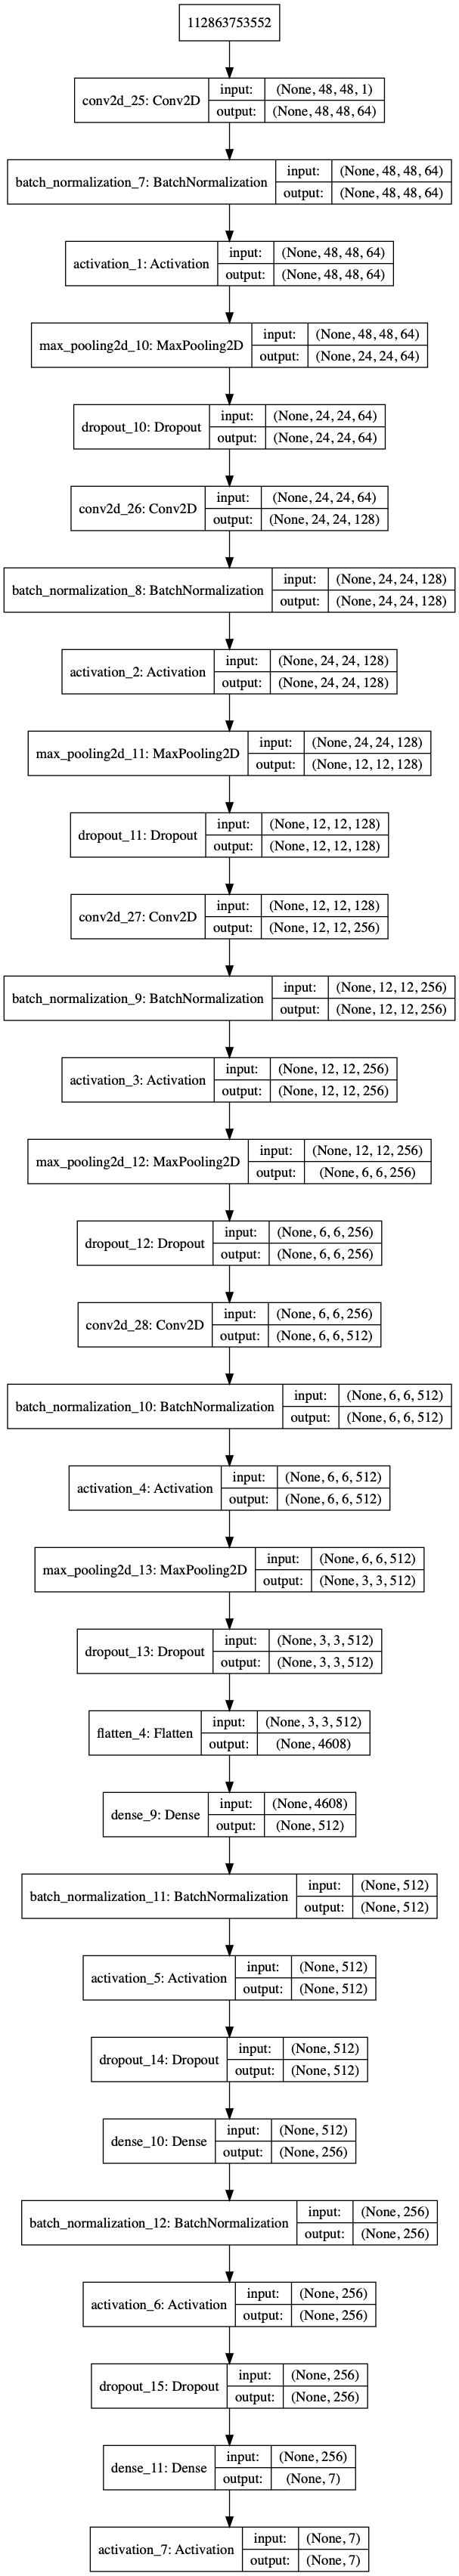 112863753552
conv2d_25: Conv2D input: (None, 48, 48, 1)
output: (None, 48, 48, 64)
batch_normalization_7: BatchNormalization input: (None, 48, 48, 64)
output: (None, 48, 48, 64)
activation_1: Activation input: (None, 48, 48, 64)
output: (None, 48, 48, 64)
max_pooling2d_10: MaxPooling2D input: (None, 48, 48, 64)
output: (None, 24, 24, 64)
dropout_10: Dropout input: (None, 24, 24, 64)
output: (None, 24, 24, 64)
conv2d_26: Conv2D input: (None, 24, 24, 64)
output: (None, 24, 24, 128)
batch_normalization_8: BatchNormalization input: (None, 24, 24, 128)
output: (None, 24, 24, 128)
activation_2: Activation input: (None, 24, 24, 128)
output: (None, 24, 24, 128)
max_pooling2d_11: MaxPooling2D input: (None, 24, 24, 128)
output: (None, 12, 12, 128)
dropout_11: Dropout input: (None, 12, 12, 128)
output: (None, 12, 12, 128)
conv2d_27: Conv2D input: (None, 12, 12, 128)
output: (None, 12, 12, 256)
batch_normalization_9: BatchNormalization input: (None, 12, 12, 256)
output: (None, 12, 12, 256)
activation_3: Activation input: (None, 12, 12, 256)
output: (None, 12, 12, 256)
max_pooling2d_12: MaxPooling2D input: (None, 12, 12, 256)
output: (None, 6, 6, 256)
dropout_12: Dropout input: (None, 6, 6, 256)
output: (None, 6, 6, 256)
conv2d_28: Conv2D input: (None, 6, 6, 256)
output: (None, 6, 6, 512)
batch_normalization_10: BatchNormalization input: (None, 6, 6, 512)
output: (None, 6, 6, 512)
activation_4: Activation input: (None, 6, 6, 512)
output: (None, 6, 6, 512)
max_pooling2d_13: MaxPooling2D input: (None, 6, 6, 512)
output: (None, 3, 3, 512)
dropout_13: Dropout input: (None, 3, 3, 512)
output: (None, 3, 3, 512)
flatten_4: Flatten input: (None, 3, 3, 512)
output: (None, 4608)
dense_9: Dense input: (None, 4608)
output: (None, 512)
batch_normalization_11: BatchNormalization input: (None, 512)
output: (None, 512)
activation_5: Activation input: (None, 512)
output: (None, 512)
dropout_14: Dropout input: (None, 512)
output: (None, 512)
dense_10: Dense input: (None, 512)
output: (None, 256)
batch_normalization_12: BatchNormalization input: (None, 256)
output: (None, 256)
activation_6: Activation input: (None, 256)
output: (None, 256)
dropout_15: Dropout input: (None, 256)
output: (None, 256)
dense_11: Dense input: (None, 256)
output: (None, 7)
activation_7: Activation input: (None, 7)
output: (None, 7)